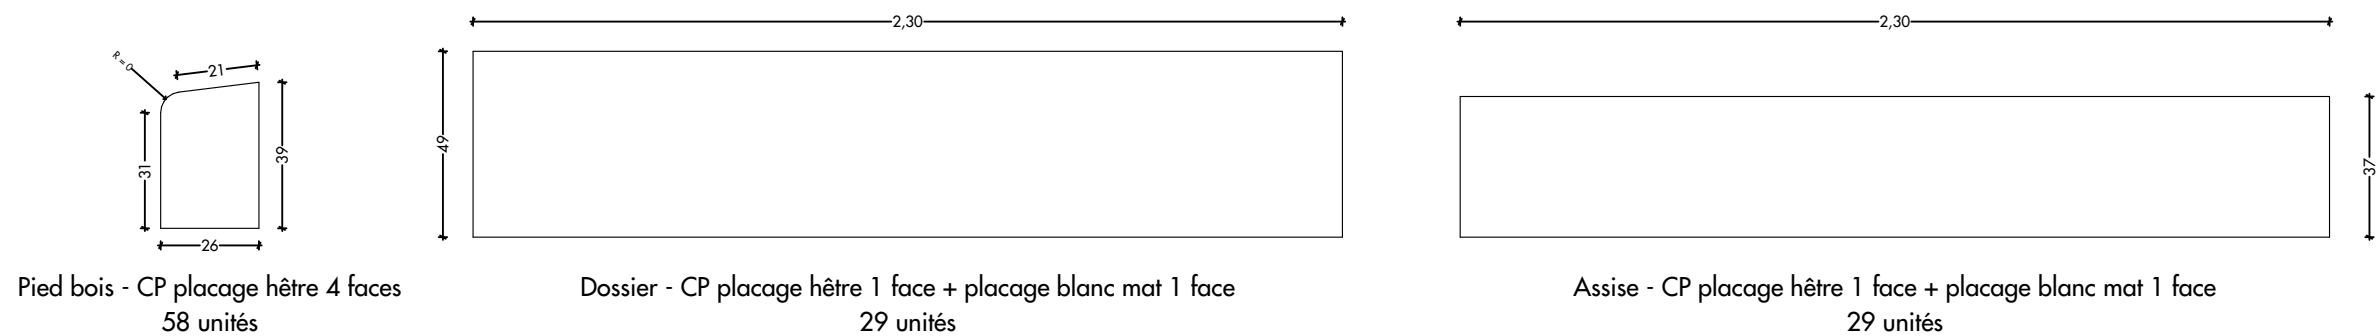 R = 0
21
31
39
26
Pied bois - CP placage hêtre 4 faces
58 unités
2,30
49
Dossier - CP placage hêtre 1 face + placage blanc mat 1 face
29 unités
2,30
37
Assise - CP placage hêtre 1 face + placage blanc mat 1 face
29 unités